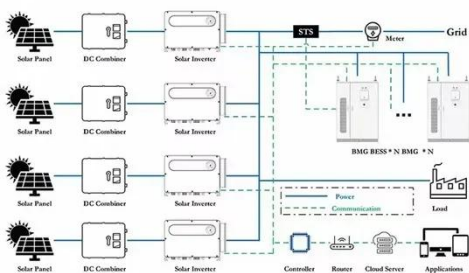 STS
Meter
Grid
Solar Panel
DC Combiner
Solar Inverter
Solar Panel
DC Combiner
Solar Inverter
BMG BESS * N BMG * N
Solar Panel
DC Combiner
Solar Inverter
Power
Communication
Load
Solar Panel
DC Combiner
Solar Inverter
Controller
Router
Cloud Server
Applications